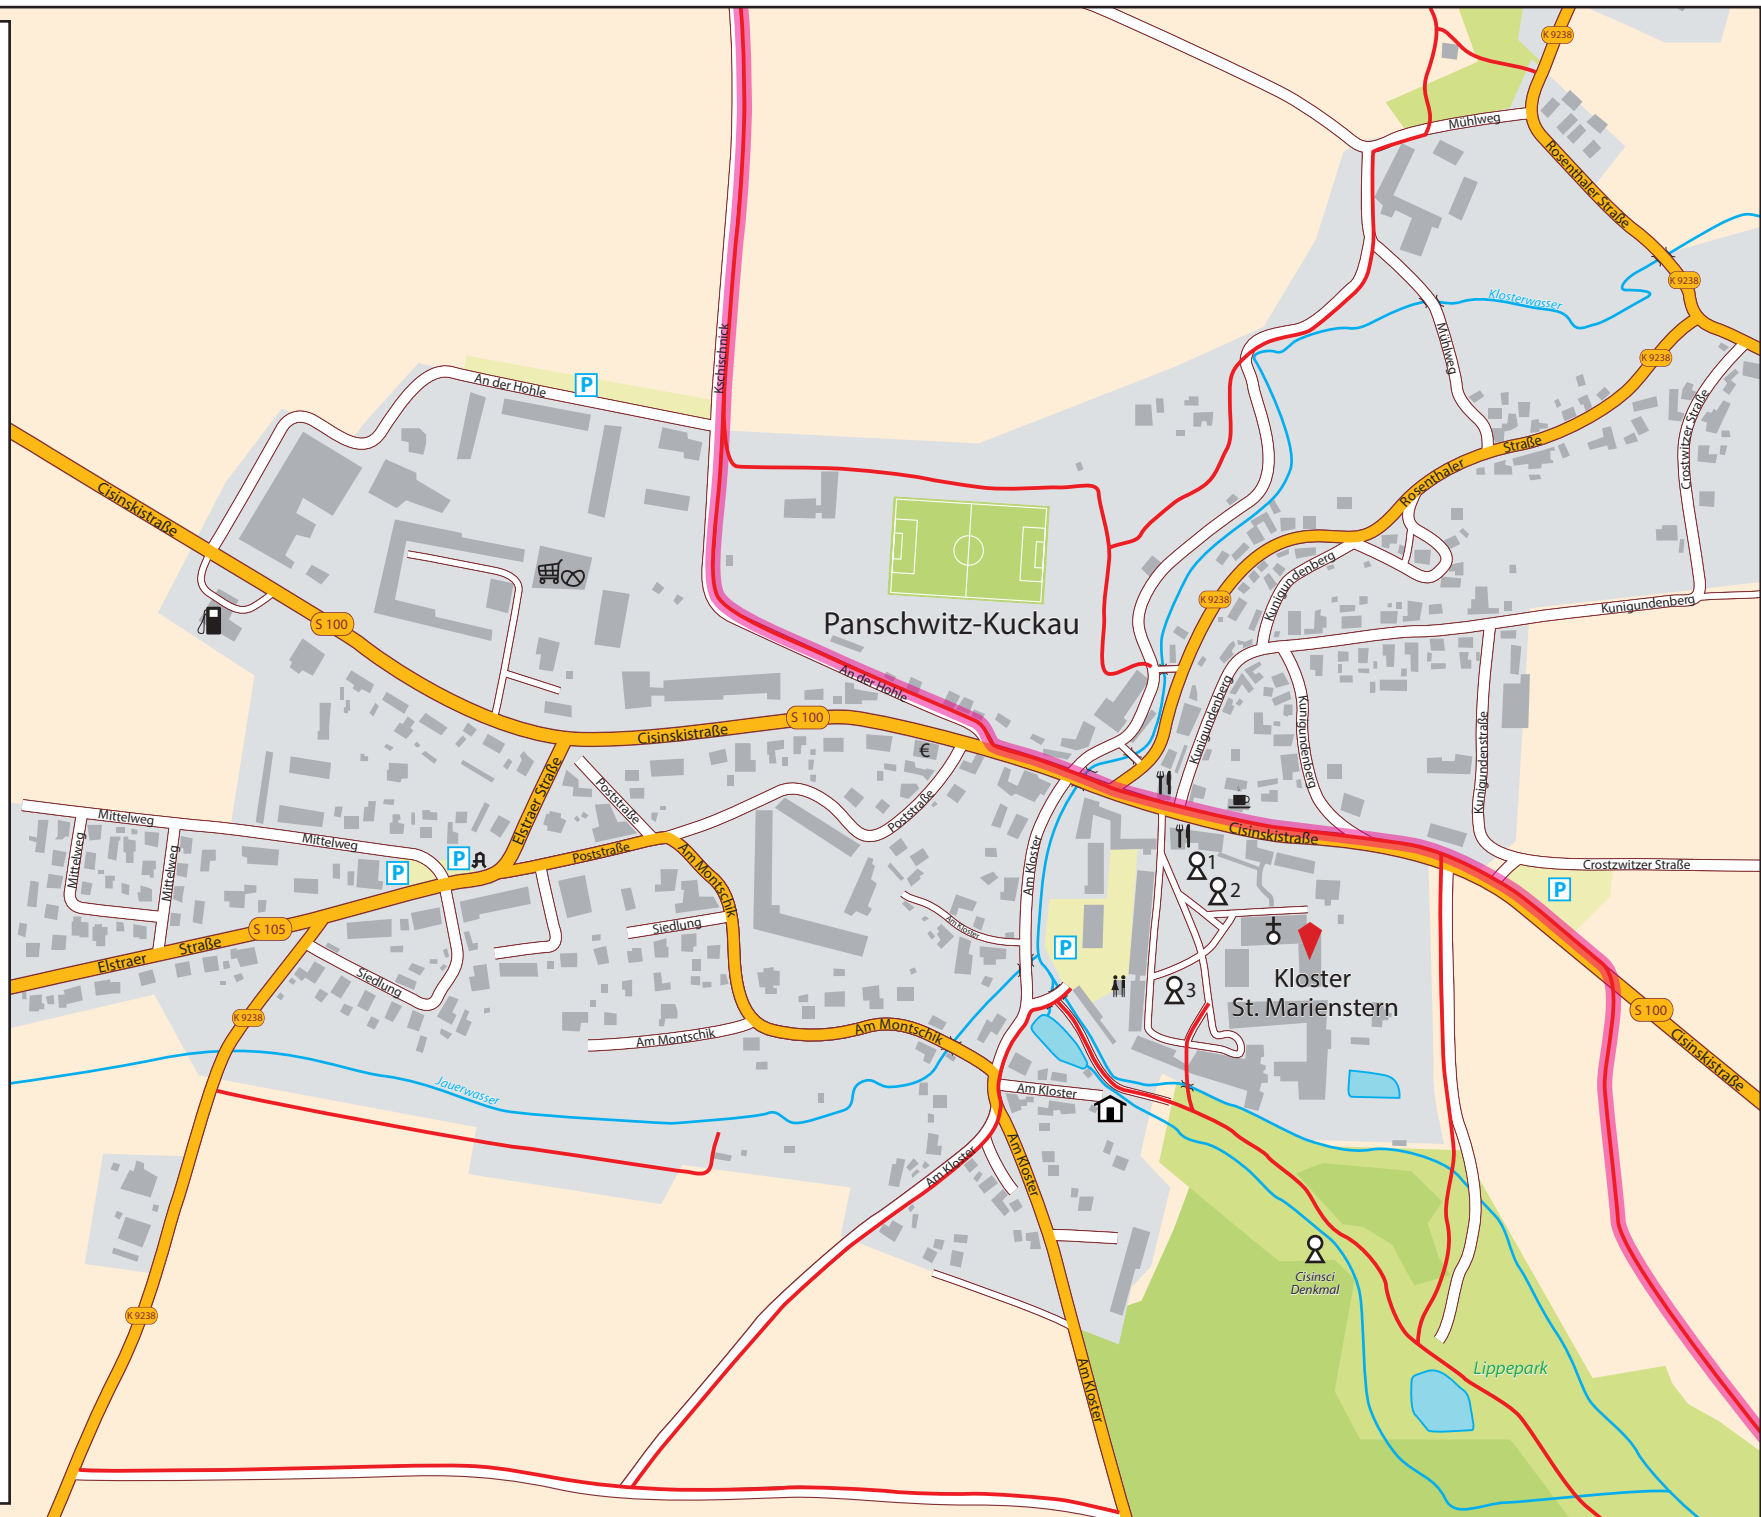 K 9238
Mühlweg
Rosenthaler Straße
K 9238
Klosterwasser
Kschischnick
Mühlweg
K 9238
An der Hohle
P
Crostwitzer Straße
Straße
Rosenthaler
Cisinskistraße
Kunigundenberg
K 9238
Kunigundenberg
S 100
Panschwitz-Kuckau
An der Hohle
Kunigundenberg
Kunigundenberg
Kunigundenstraße
S 100
Cisinskistraße
€
Poststraße
Elstraer Straße
Poststraße
Mittelweg
Mittelweg
Cisinskistraße
Poststraße
Mittelweg
Mittelweg
P
P
Am Montschik
Am Kloster
1
2
Crostzwitzer Straße
P
S 105
Siedlung
Am Kloster
P
Elstraer
Straße
Siedlung
3
Kloster
St. Marienstern
S 100
K 9238
Am Montschik
Am Montschik
Cisinskistraße
Jauerwasser
Am Kloster
Am Kloster
Am Kloster
Cisinsci
Denkmal
K 9238
Lippepark
Am Kloster